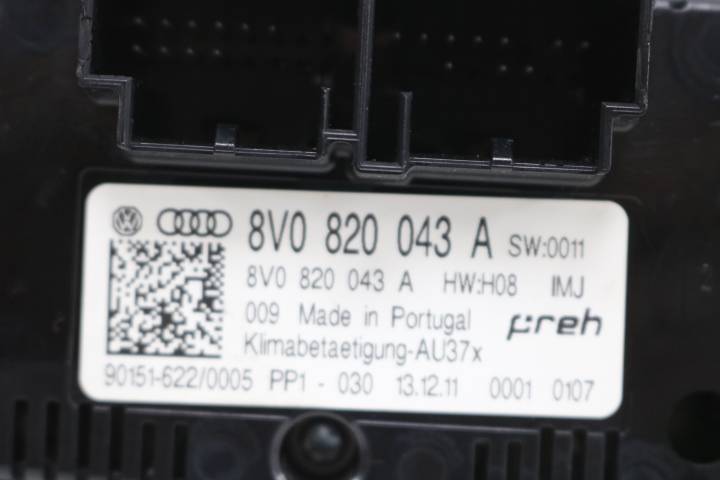 8V0 820 043 A SW:0011
8V0 820 043 A HW:H08 IMJ
009 Made in Portugal preh
Klimabetaetigung-AU37x
90151-622/0005 PP1 - 030 13.12.11 0001 0107